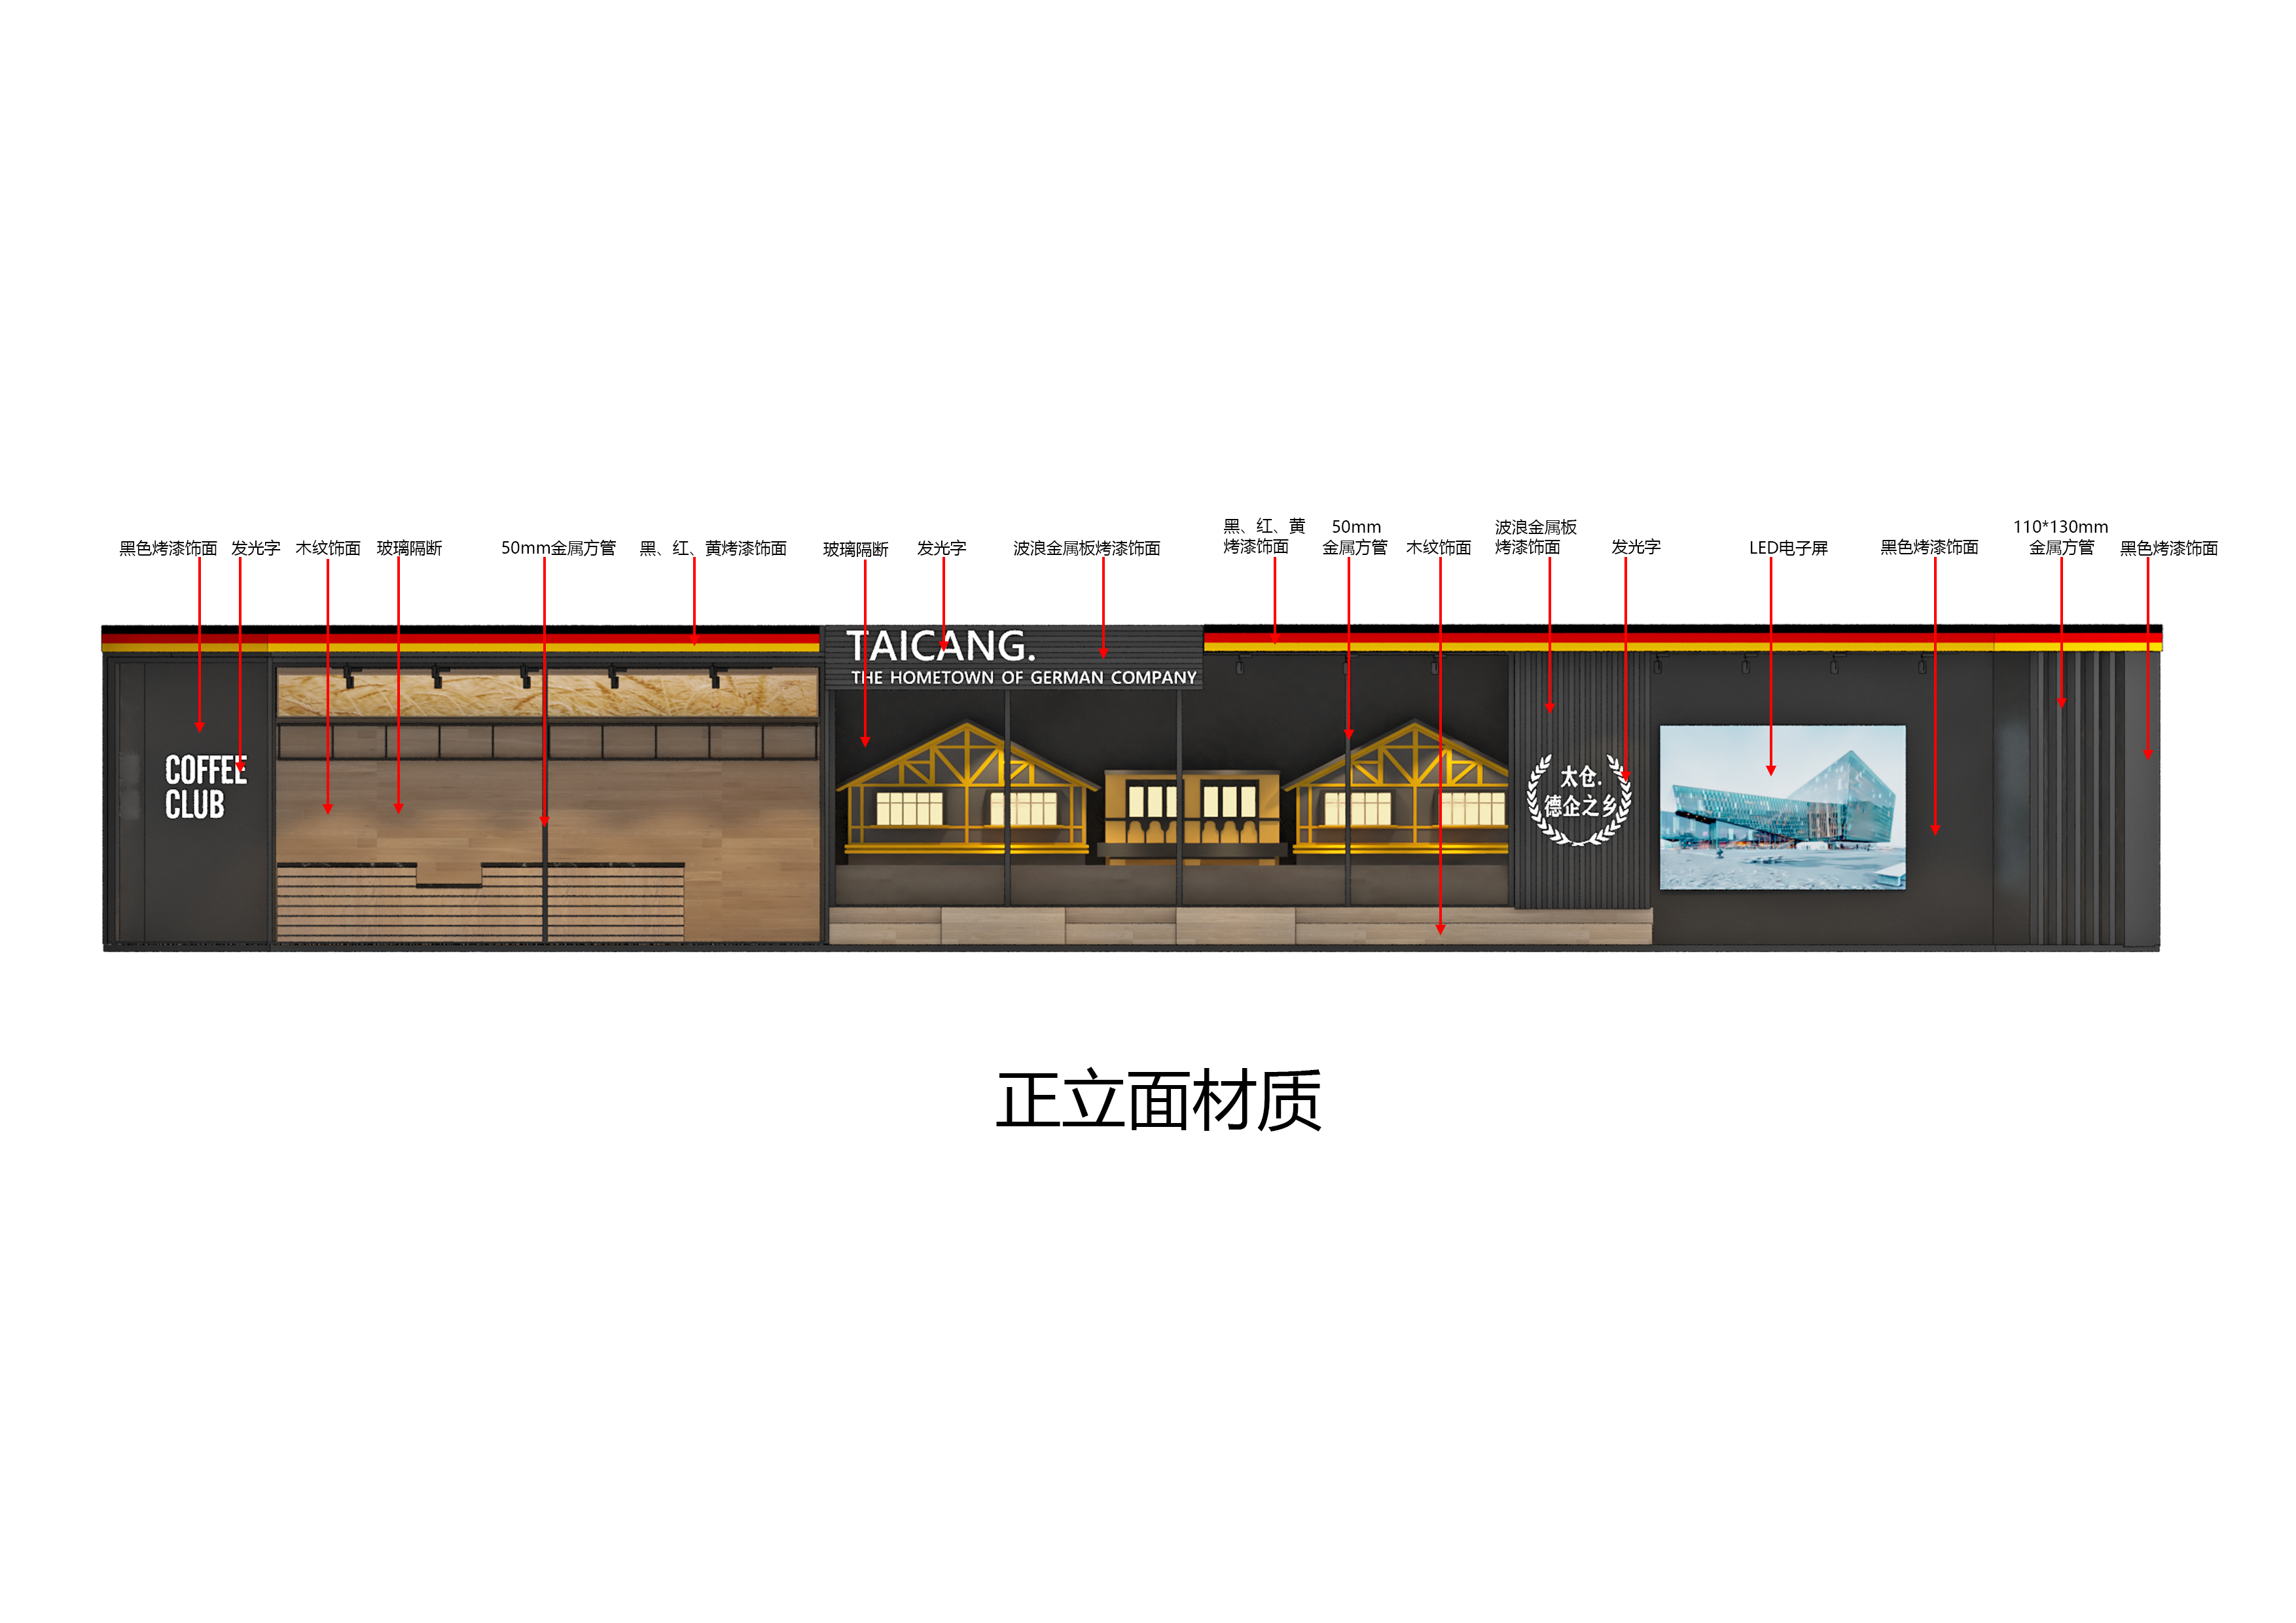 黑、红、黄
50mm
波浪金属板
110*130mm
黑色烤漆饰面
发光字
木纹饰面
玻璃隔断
50mm金属方管
黑、红、黄烤漆饰面
玻璃隔断
发光字
波浪金属板烤漆饰面
烤漆饰面
金属方管
木纹饰面
烤漆饰面
发光字
LED电子屏
黑色烤漆饰面
金属方管
黑色烤漆饰面
TAICANG.
THE HOMETOWN OF GERMAN COMPANY
COFFEE
CLUB
太仓.
德企之乡
正立面材质